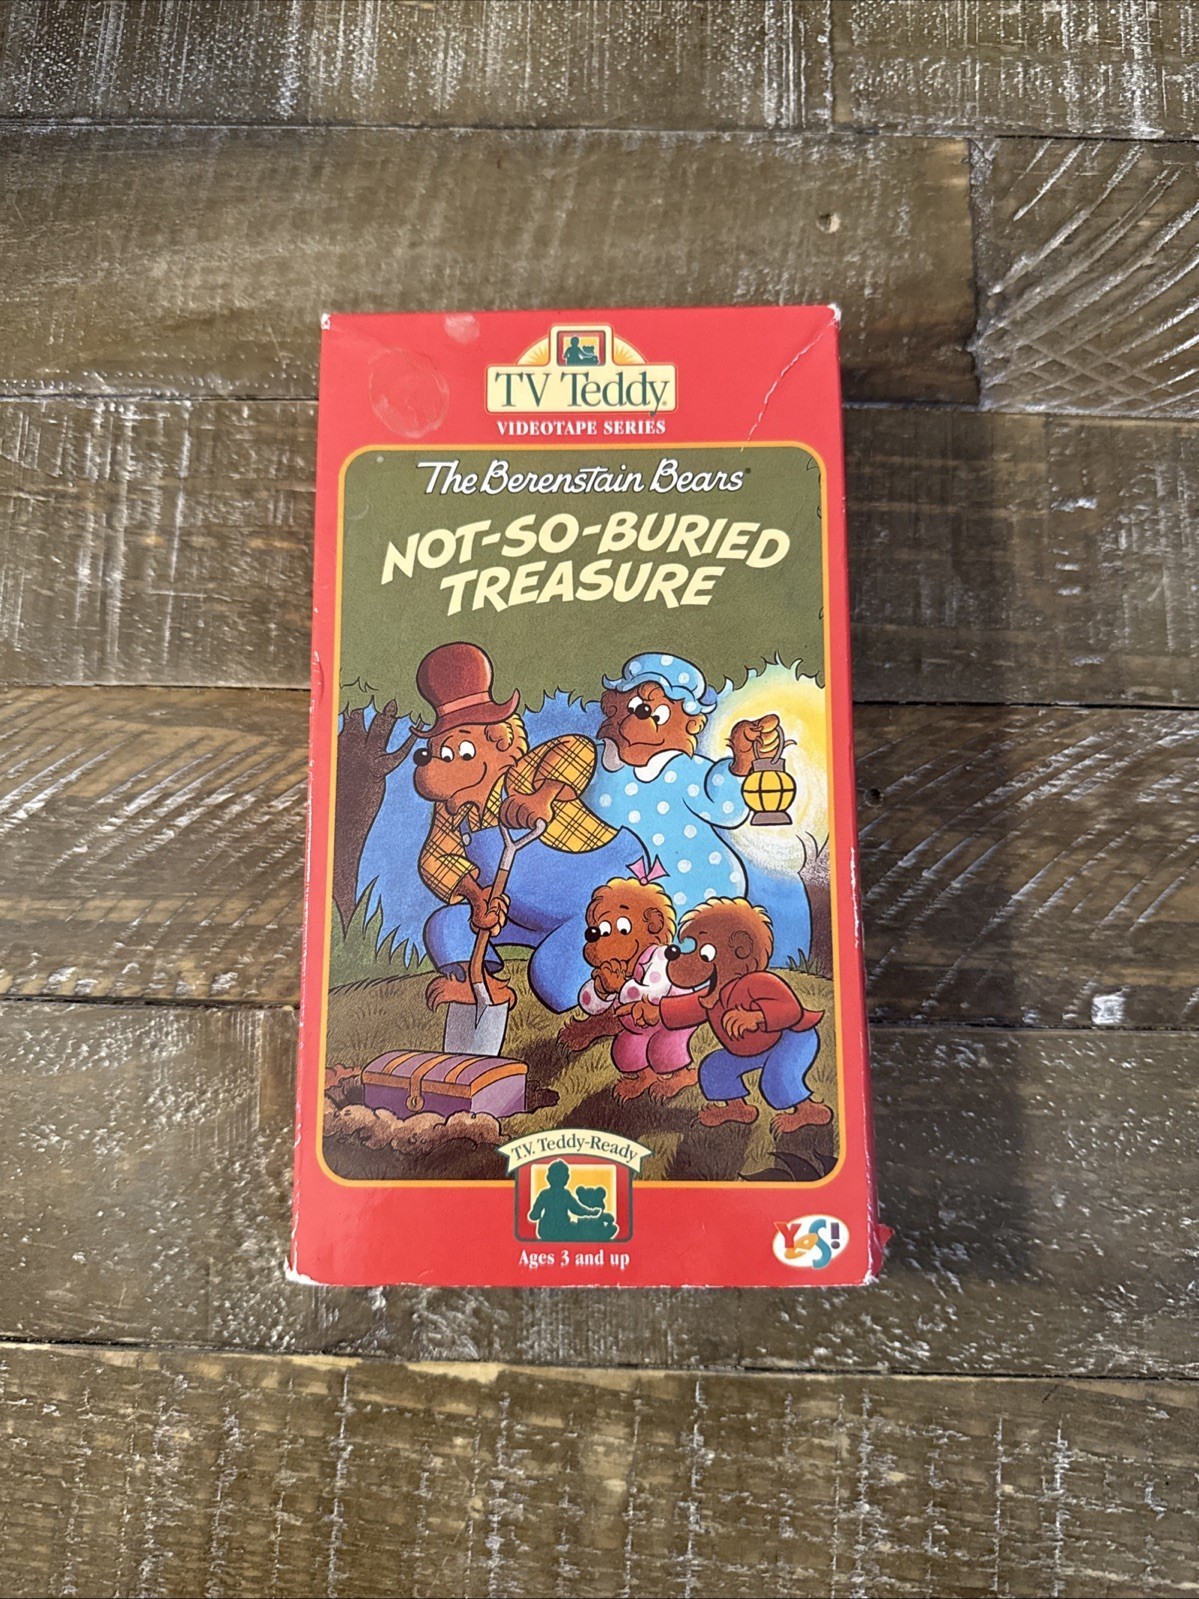 TV Teddy®
VIDEOTAPE SERIES
The Berenstain Bears®
NOT-SO-BURIED
TREASURE
T.V. Teddy-Ready
Ages 3 and up
YES!